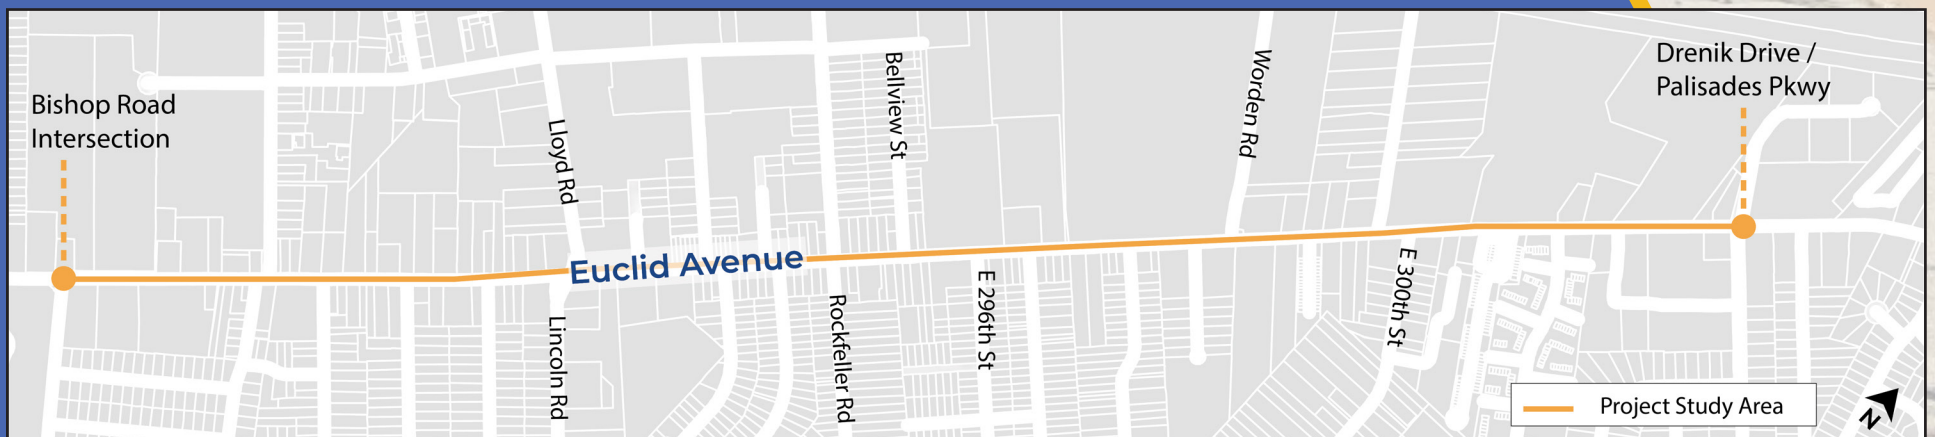 Bishop Road
Intersection
Lloyd Rd
Bellview St
Worden Rd
Drenik Drive /
Palisades Pkwy
Euclid Avenue
Lincoln Rd
Rockfeller Rd
E 296th St
E 300th St
Project Study Area
N